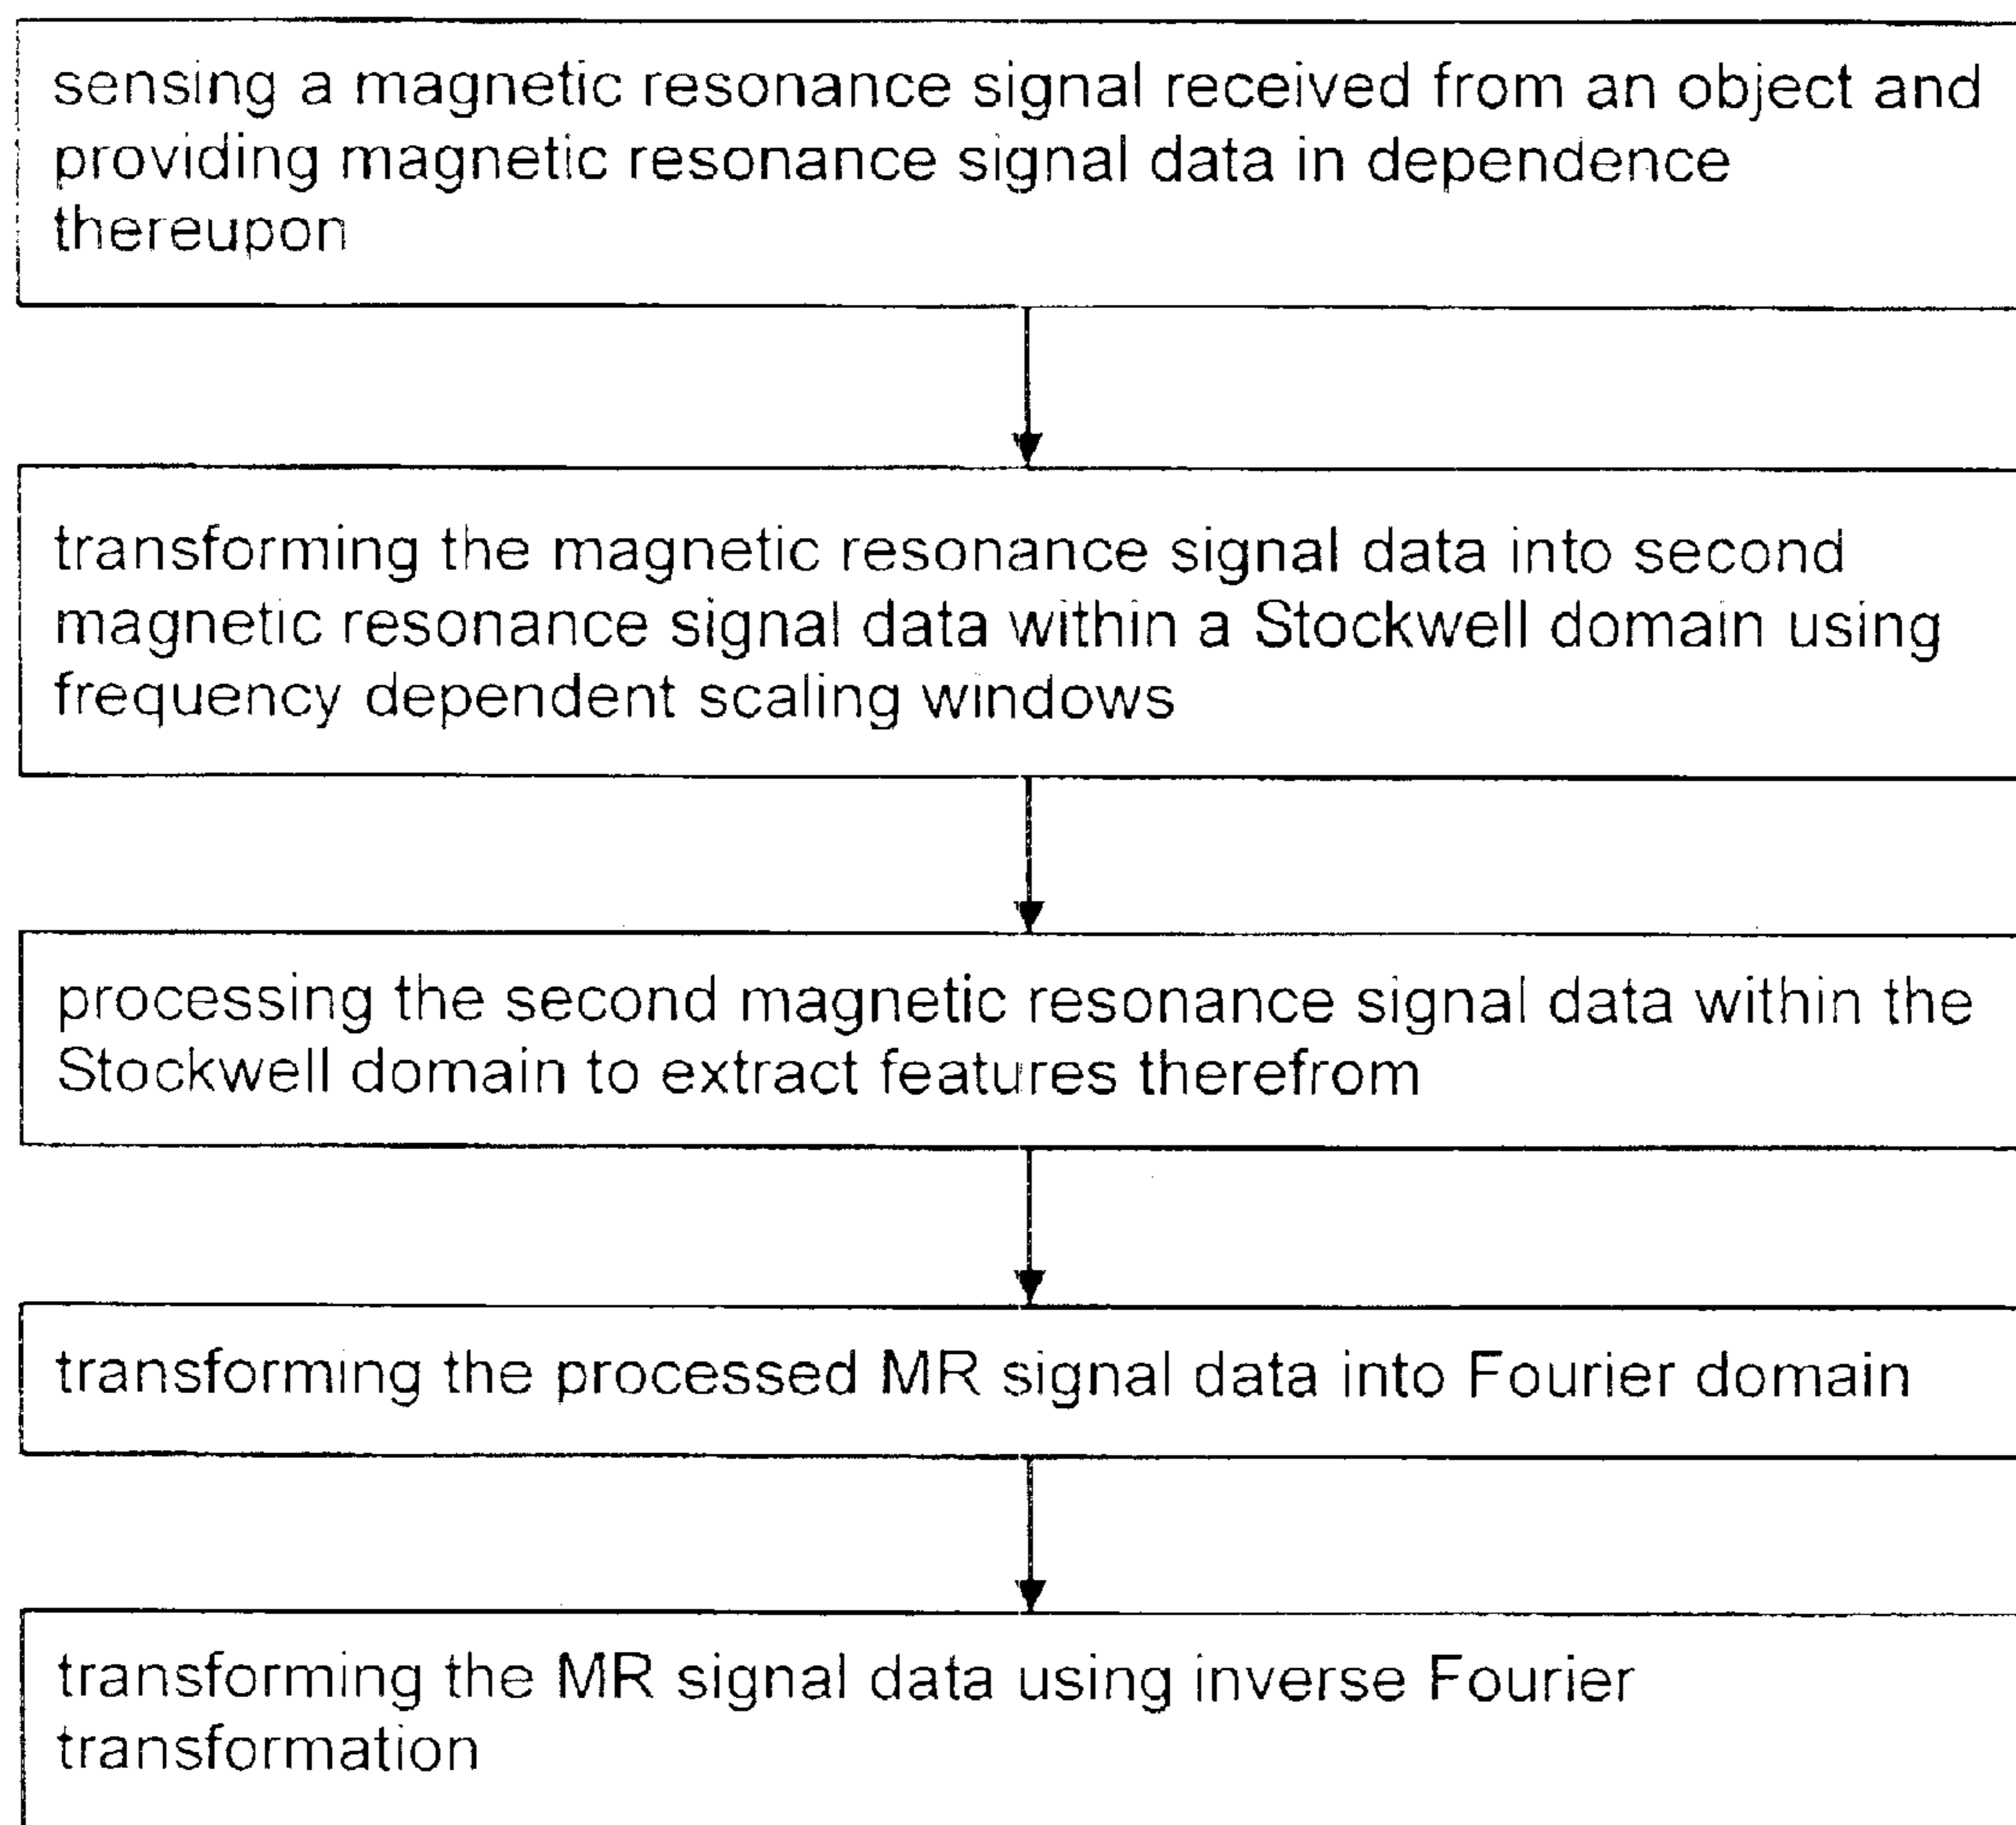 sensing a magnetic resonance signal received from an object and
providing magnetic resonance signal data in dependence
thereupon
transforming the magnetic resonance signal data into second
magnetic resonance signal data within a Stockwell domain using
frequency dependent scaling windows
processing the second magnetic resonance signal data within the
Stockwell domain to extract features therefrom
transforming the processed MR signal data into Fourier domain
transforming the MR signal data using inverse Fourier
transformation